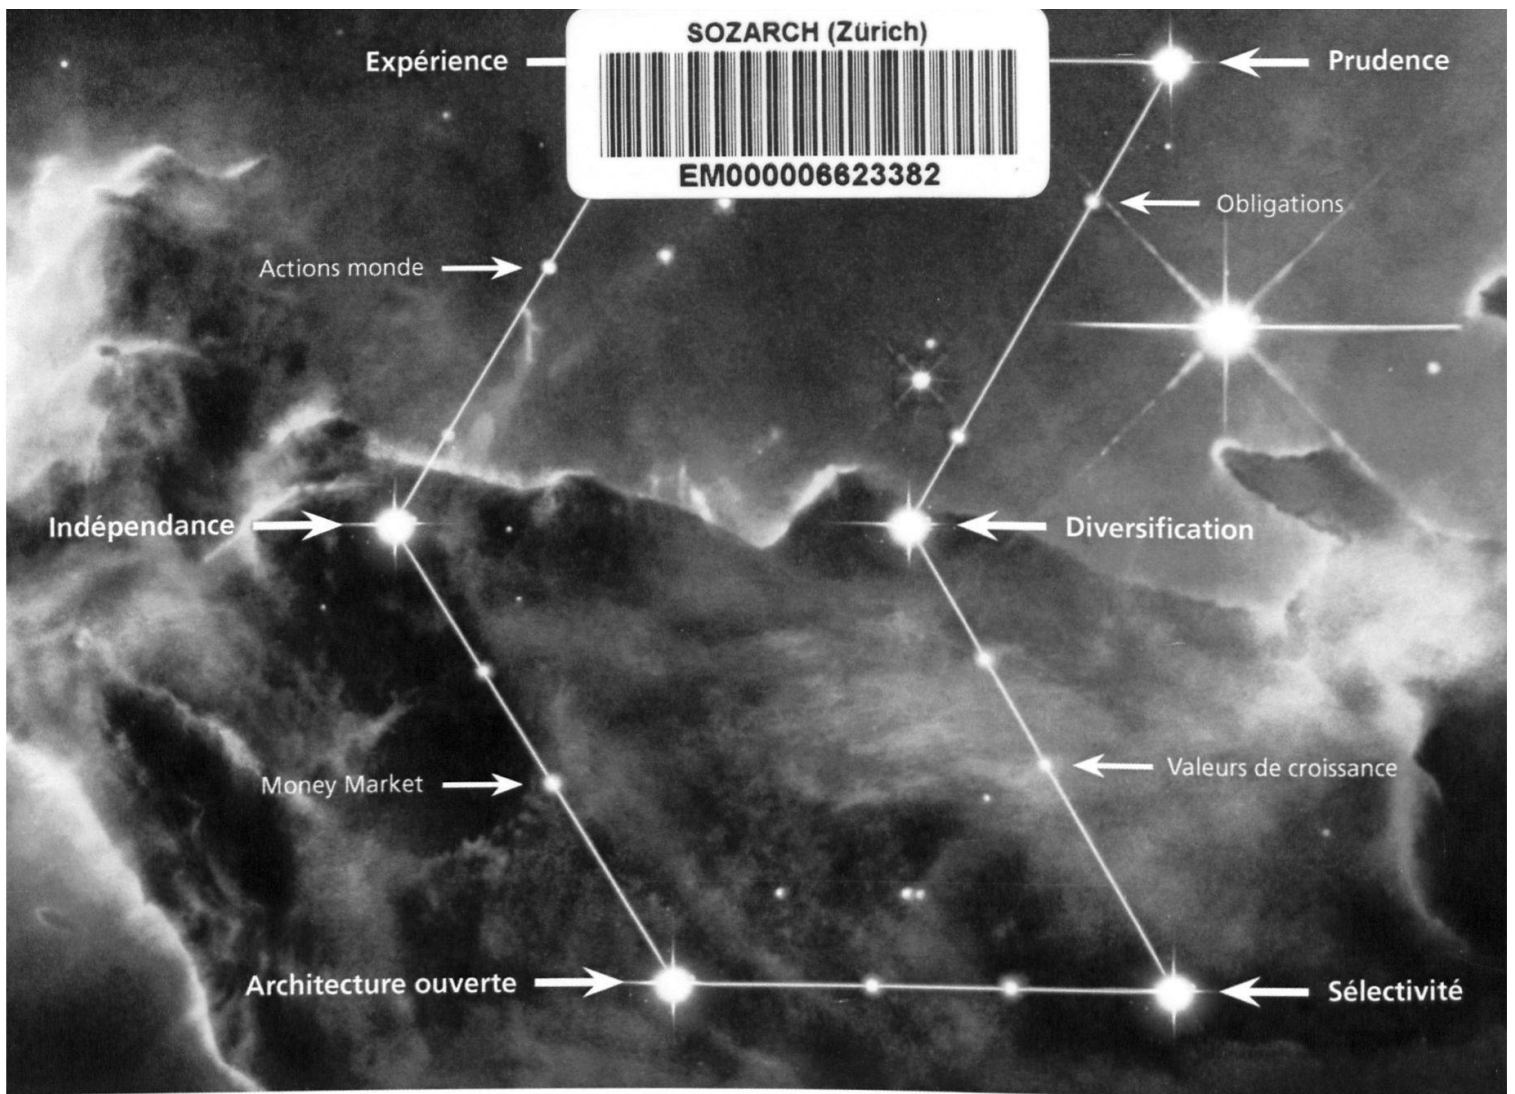 SOZARCH (Zürich)
EM000006623382
Expérience
Prudence
Obligations
Actions monde
Indépendance
Diversification
Money Market
Valeurs de croissance
Architecture ouverte
Sélectivité